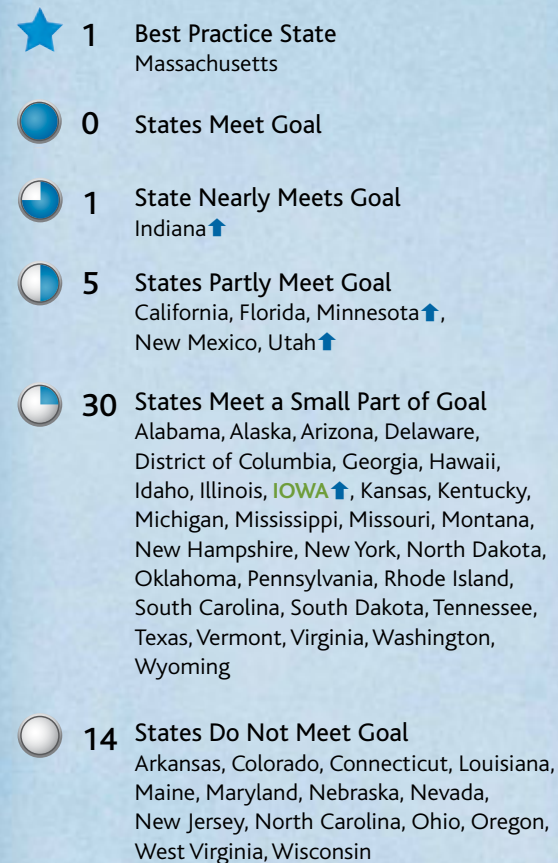 1 Best Practice State
Massachusetts
0 States Meet Goal
1 State Nearly Meets Goal
Indiana⬆
5 States Partly Meet Goal
California, Florida, Minnesota⬆,
New Mexico, Utah⬆
30 States Meet a Small Part of Goal
Alabama, Alaska, Arizona, Delaware,
District of Columbia, Georgia, Hawaii,
Idaho, Illinois, IOWA⬆, Kansas, Kentucky,
Michigan, Mississippi, Missouri, Montana,
New Hampshire, New York, North Dakota,
Oklahoma, Pennsylvania, Rhode Island,
South Carolina, South Dakota, Tennessee,
Texas, Vermont, Virginia, Washington,
Wyoming
14 States Do Not Meet Goal
Arkansas, Colorado, Connecticut, Louisiana,
Maine, Maryland, Nebraska, Nevada,
New Jersey, North Carolina, Ohio, Oregon,
West Virginia, Wisconsin